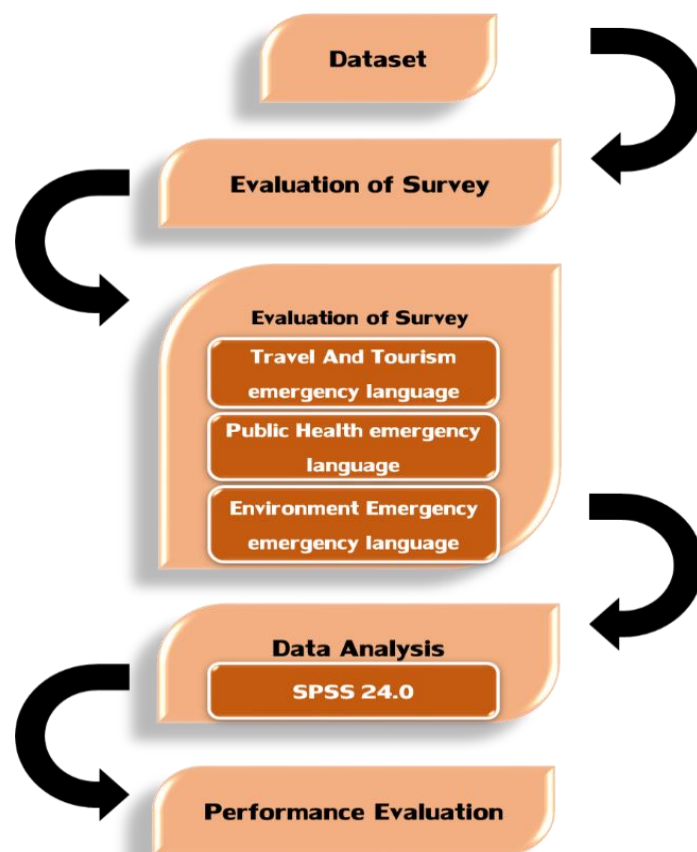 Dataset
Evaluation of Survey
Evaluation of Survey
Travel And Tourism
emergency language
Public Health emergency
language
Environment Emergency
emergency language
Data Analysis
SPSS 24.0
Performance Evaluation